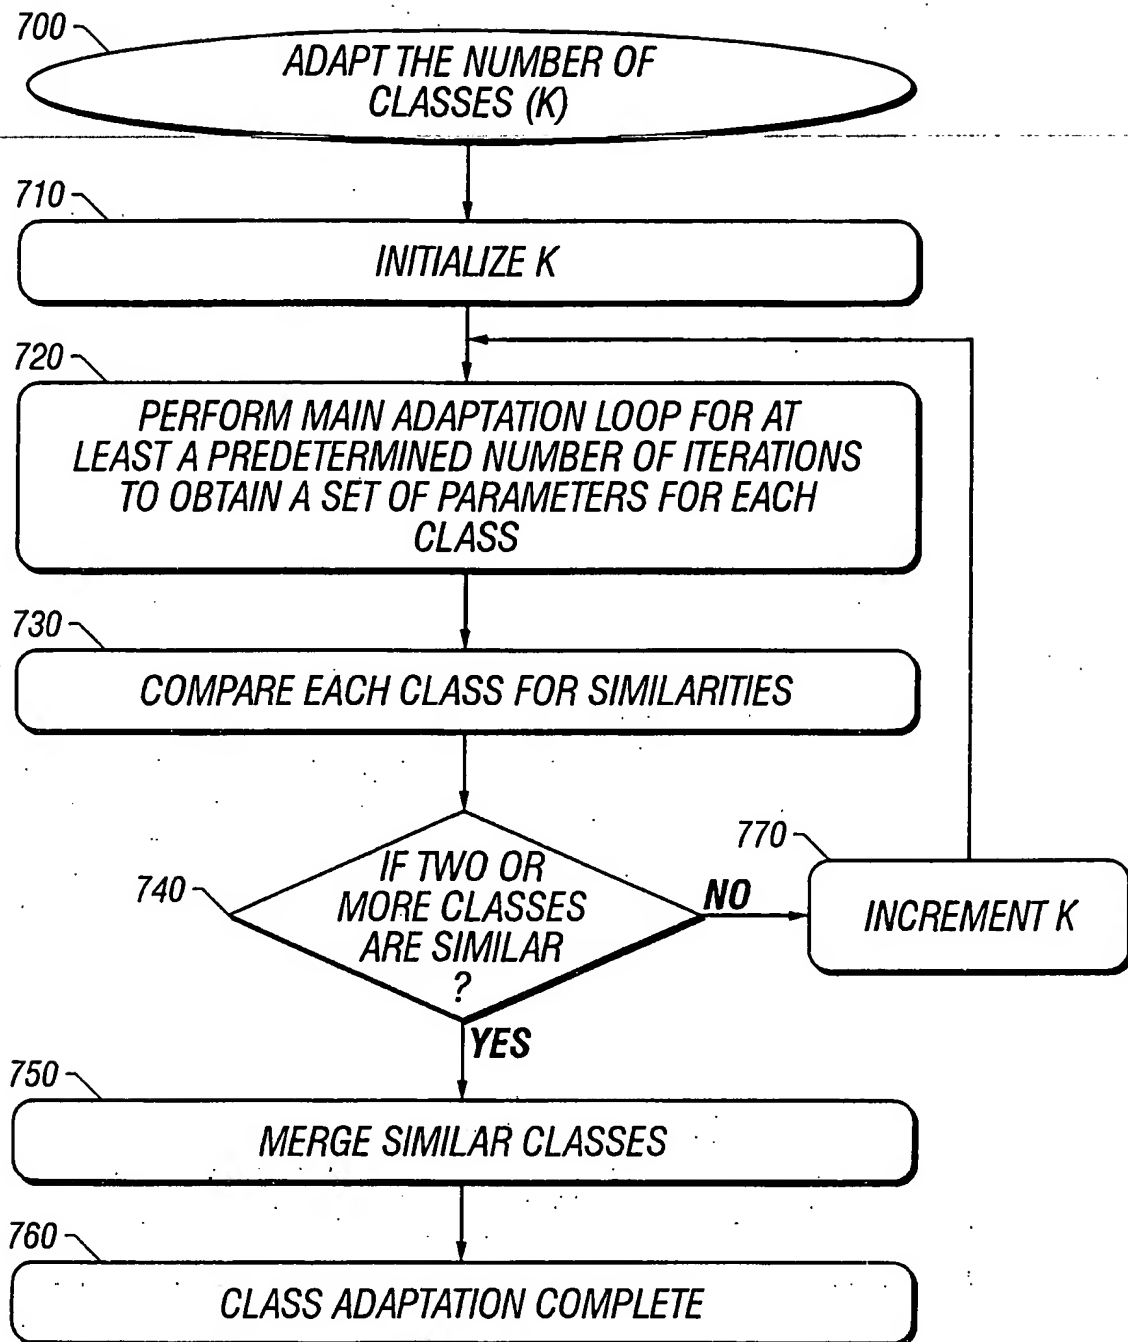 700
ADAPT THE NUMBER OF
CLASSES (K)
710
INITIALIZE K
720
PERFORM MAIN ADAPTATION LOOP FOR AT
LEAST A PREDETERMINED NUMBER OF ITERATIONS
TO OBTAIN A SET OF PARAMETERS FOR EACH
CLASS
730
COMPARE EACH CLASS FOR SIMILARITIES
740
IF TWO OR
MORE CLASSES
ARE SIMILAR
?
NO
770
INCREMENT K
YES
750
MERGE SIMILAR CLASSES
760
CLASS ADAPTATION COMPLETE